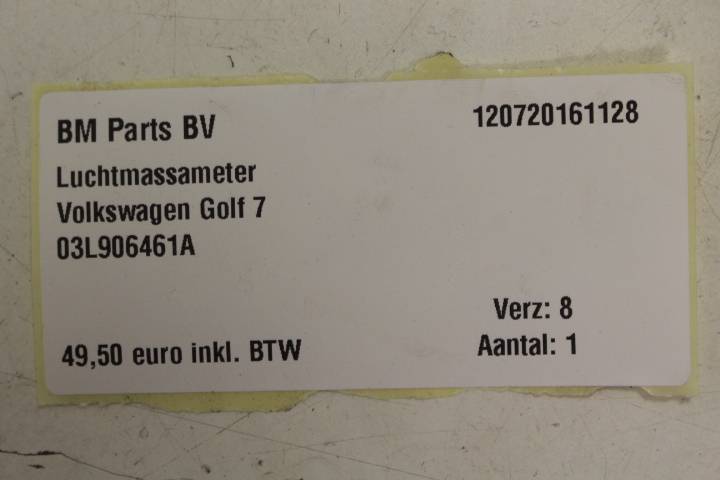 BM Parts BV
120720161128
Luchtmassameter
Volkswagen Golf 7
03L906461A
Verz: 8
49,50 euro inkl. BTW
Aantal: 1